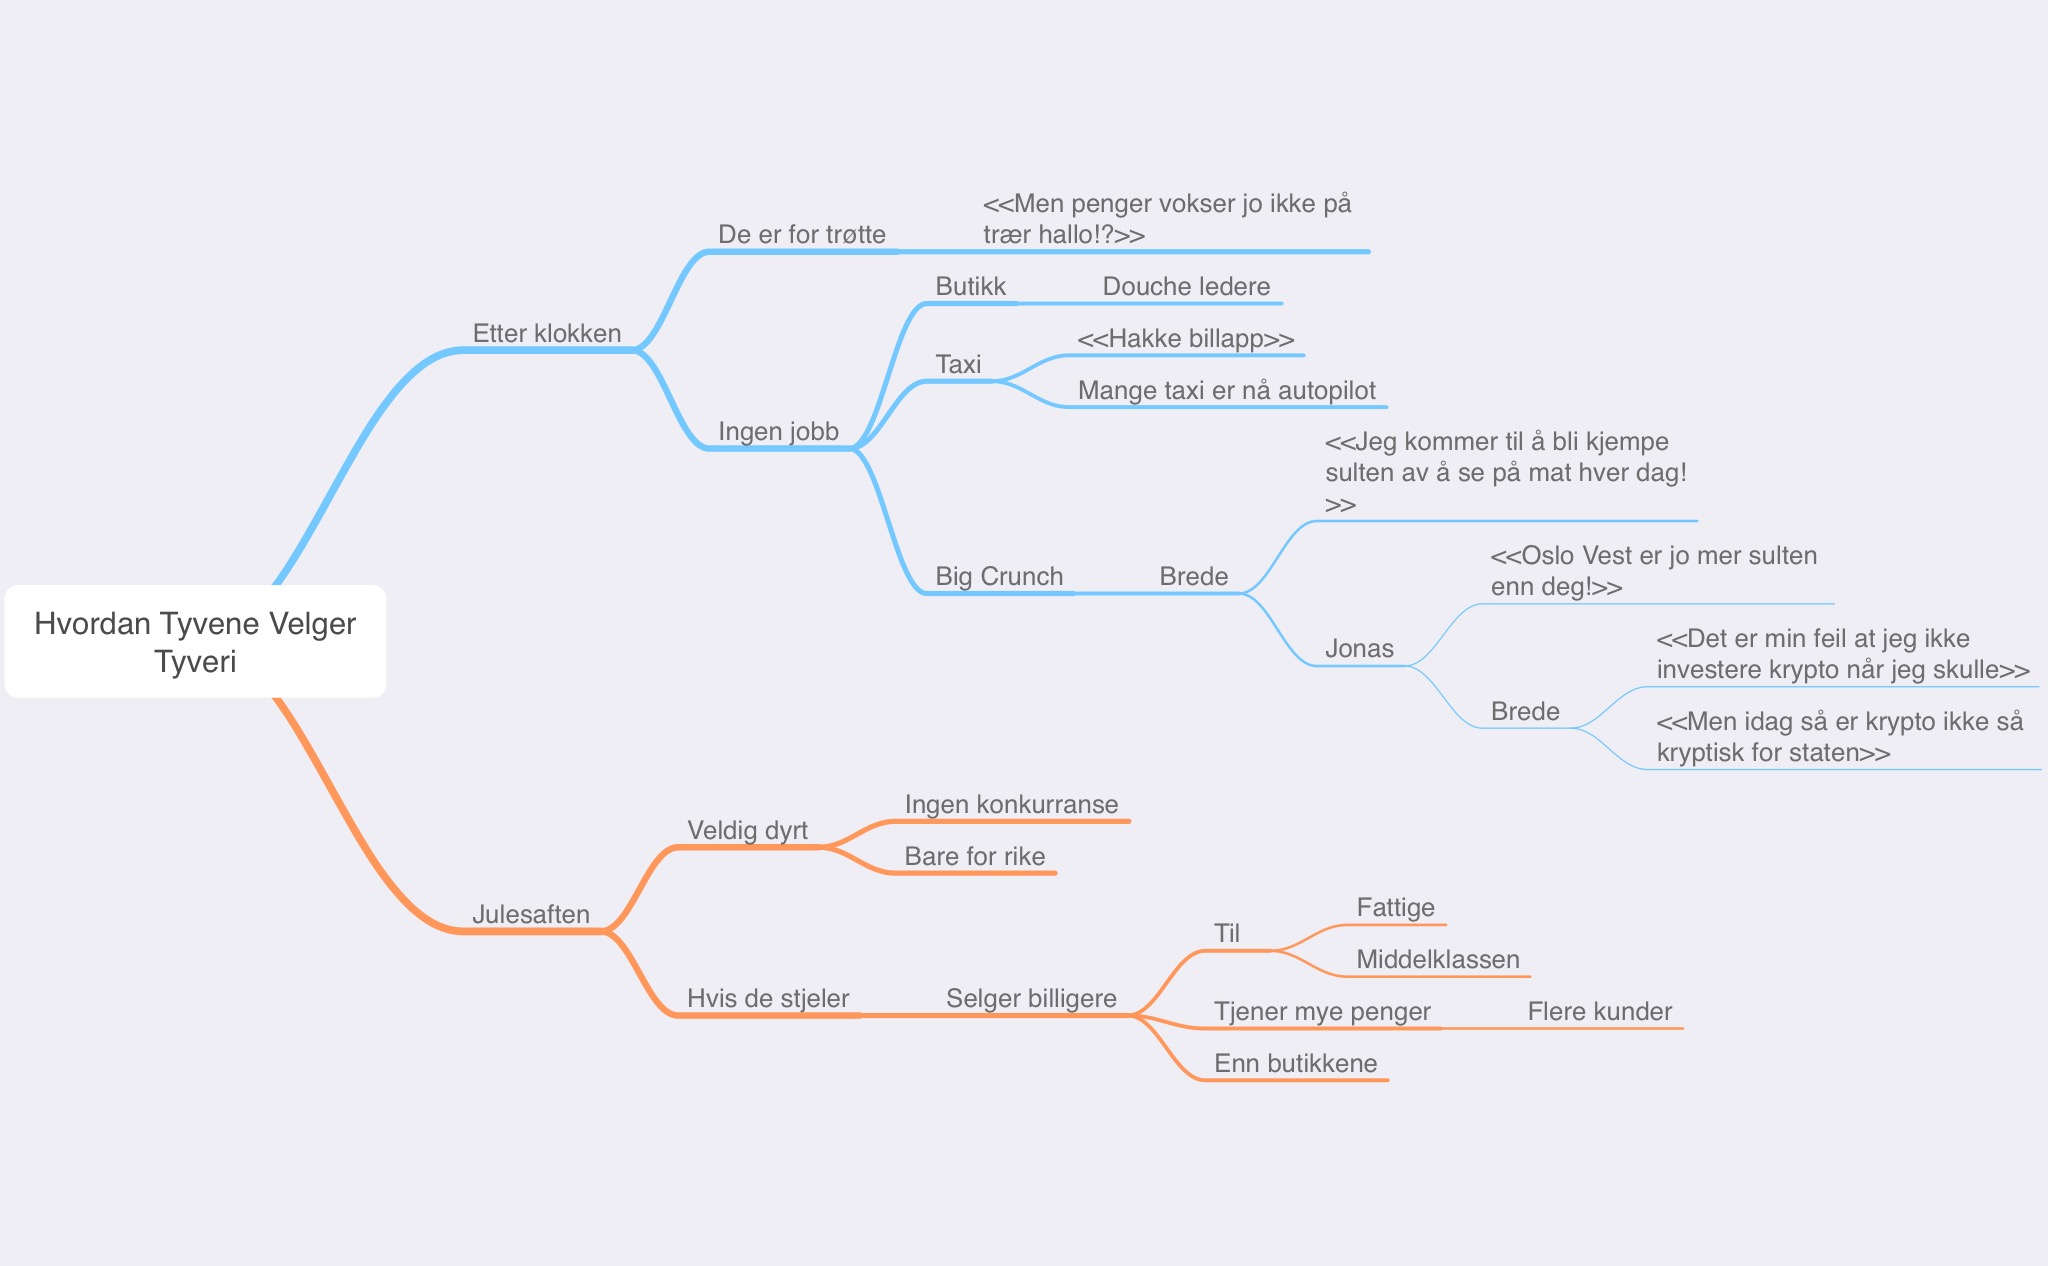 Hvordan Tyvene Velger
Tyveri
Etter klokken
De er for trøtte
<<Men penger vokser jo ikke på
trær hallo!?>>
Ingen jobb
Butikk
Douche ledere
Taxi
<<Hakke billapp>>
Mange taxi er nå autopilot
Big Crunch
Brede
<<Jeg kommer til å bli kjempe
sulten av å se på mat hver dag!
>>
Jonas
<<Oslo Vest er jo mer sulten
enn deg!>>
Brede
<<Det er min feil at jeg ikke
investere krypto når jeg skulle>>
<<Men idag så er krypto ikke så
kryptisk for staten>>
Julesaften
Veldig dyrt
Ingen konkurranse
Bare for rike
Hvis de stjeler
Selger billigere
Til
Fattige
Middelklassen
Tjener mye penger
Flere kunder
Enn butikkene